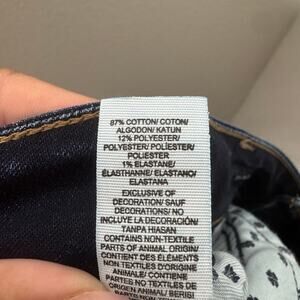 87% COTTON/ COTON/
ALGODON/ KATUN
12% POLYESTER/
POLYESTER/ POLIÉSTER/
POLIESTER
1% ELASTANE/
ÉLASTHANNE/ ELASTANO/
ELASTANA
EXCLUSIVE OF
DECORATION/ SAUF
DECORATIONS/ NO
INCLUYE LA DECORACIÓN/
TANPA HIASAN
CONTAINS NON-TEXTILE
PARTS OF ANIMAL ORIGIN/
CONTIENT DES ÉLÉMENTS
NON TEXTILES D'ORIGINE
ANIMALE/ CONTIENE
PARTES NO TEXTILES DE
ORIGEN ANIMAL/ BERISI